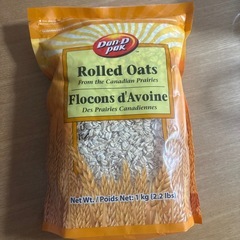 Dan-D
pak
Rolled Oats
From the Canadian Prairies
Flocons d'Avoine
Des Prairies Canadiennes
Net Wt. / Poids Net: 1 kg (2.2 lbs)